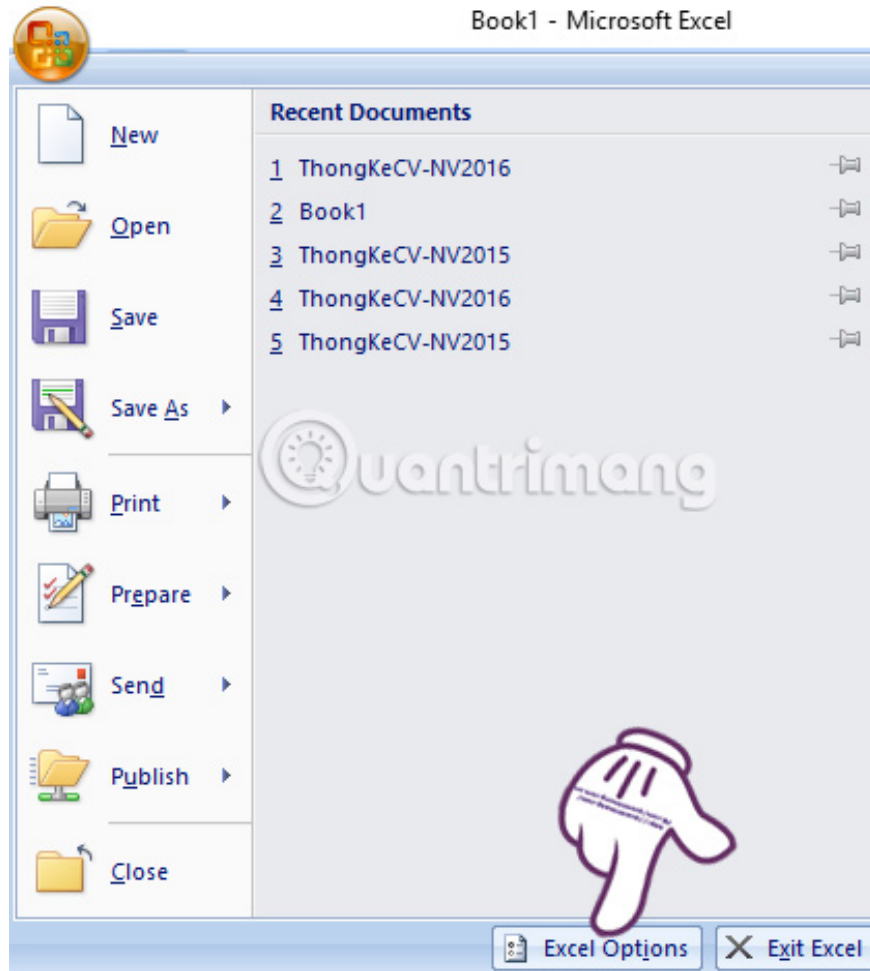 Book1 - Microsoft Excel
New
Open
Save
Save As
Print
Prepare
Send
Publish
Close
Recent Documents
1 ThongKeCV-NV2016
2 Book1
3 ThongKeCV-NV2015
4 ThongKeCV-NV2016
5 ThongKeCV-NV2015
Quantrimang
Excel Options
Exit Excel